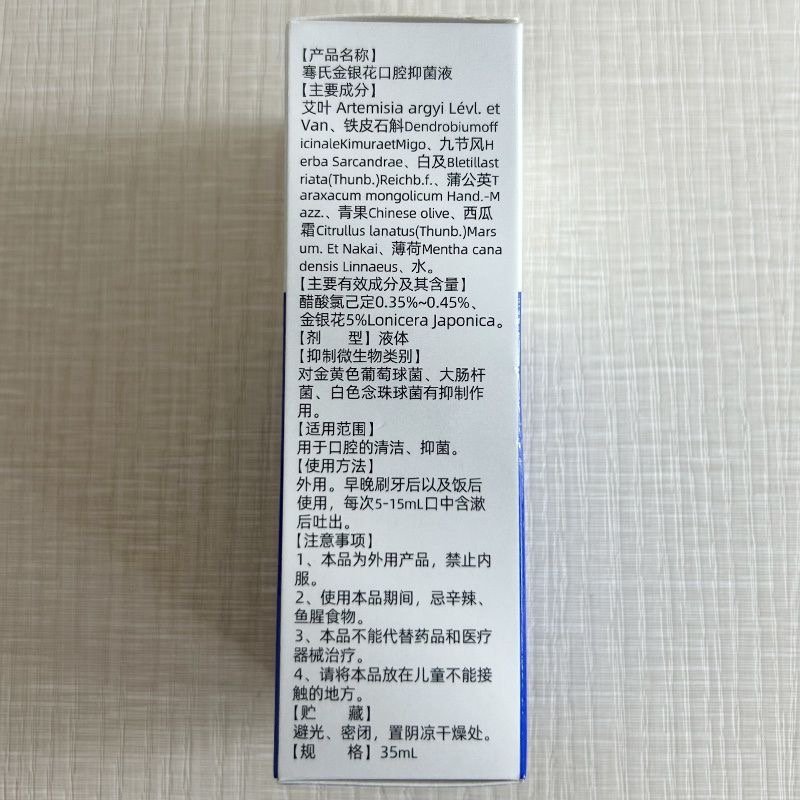 【产品名称】
骞氏金银花口腔抑菌液
【主要成分】
艾叶 Artemisia argyi Lévl. et
Van、铁皮石斛Dendrobiumoff
icinaleKimuraetMigo、九节风H
erba Sarcandrae、白及Bletillast
riata(Thunb.)Reichb.f.、蒲公英T
araxacum mongolicum Hand.-M
azz.、青果Chinese olive、西瓜
霜Citrullus lanatus(Thunb.)Mars
um. Et Nakai、薄荷Mentha cana
densis Linnaeus、水。
【主要有效成分及其含量】
醋酸氯己定0.35%~0.45%、
金银花5%Lonicera Japonica。
【剂 型】液体
【抑制微生物类别】
对金黄色葡萄球菌、大肠杆
菌、白色念珠球菌有抑制作
用。
【适用范围】
用于口腔的清洁、抑菌。
【使用方法】
外用。早晚刷牙后以及饭后
使用，每次5-15mL口中含漱
后吐出。
【注意事项】
1、本品为外用产品，禁止内
服。
2、使用本品期间，忌辛辣、
鱼腥食物。
3、本品不能代替药品和医疗
器械治疗。
4、请将本品放在儿童不能接
触的地方。
【贮 藏】
避光、密闭，置阴凉干燥处。
【规 格】35mL